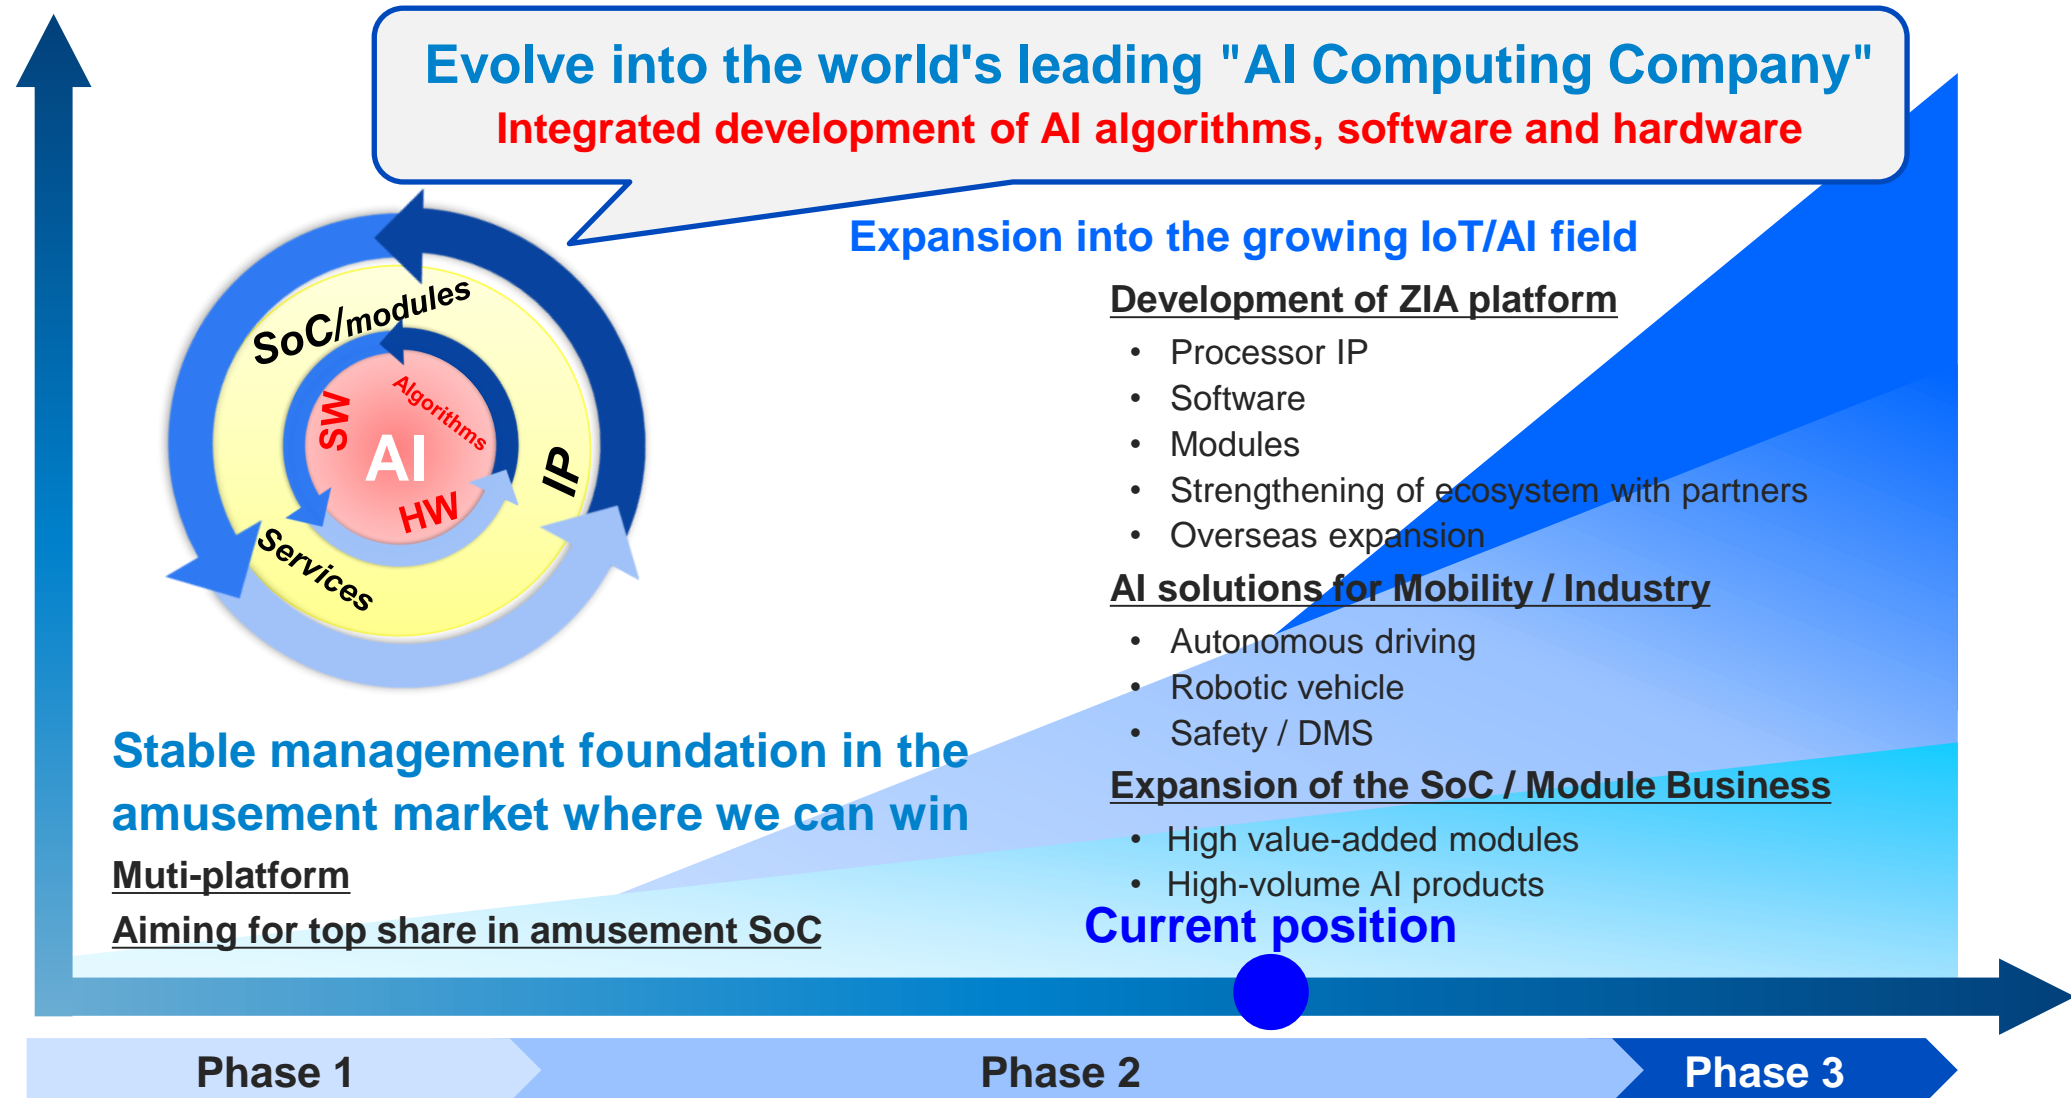 Evolve into the world's leading "AI Computing Company"
Integrated development of AI algorithms, software and hardware
SoC/modules
IP
Services
Algorithms
SW
AI
HW
Expansion into the growing IoT/AI field
Development of ZIA platform
• Processor IP
• Software
• Modules
• Strengthening of ecosystem with partners
• Overseas expansion
AI solutions for Mobility / Industry
• Autonomous driving
• Robotic vehicle
• Safety / DMS
Expansion of the SoC / Module Business
• High value-added modules
• High-volume AI products
Stable management foundation in the
amusement market where we can win
Muti-platform
Aiming for top share in amusement SoC
Current position
Phase 1
Phase 2
Phase 3